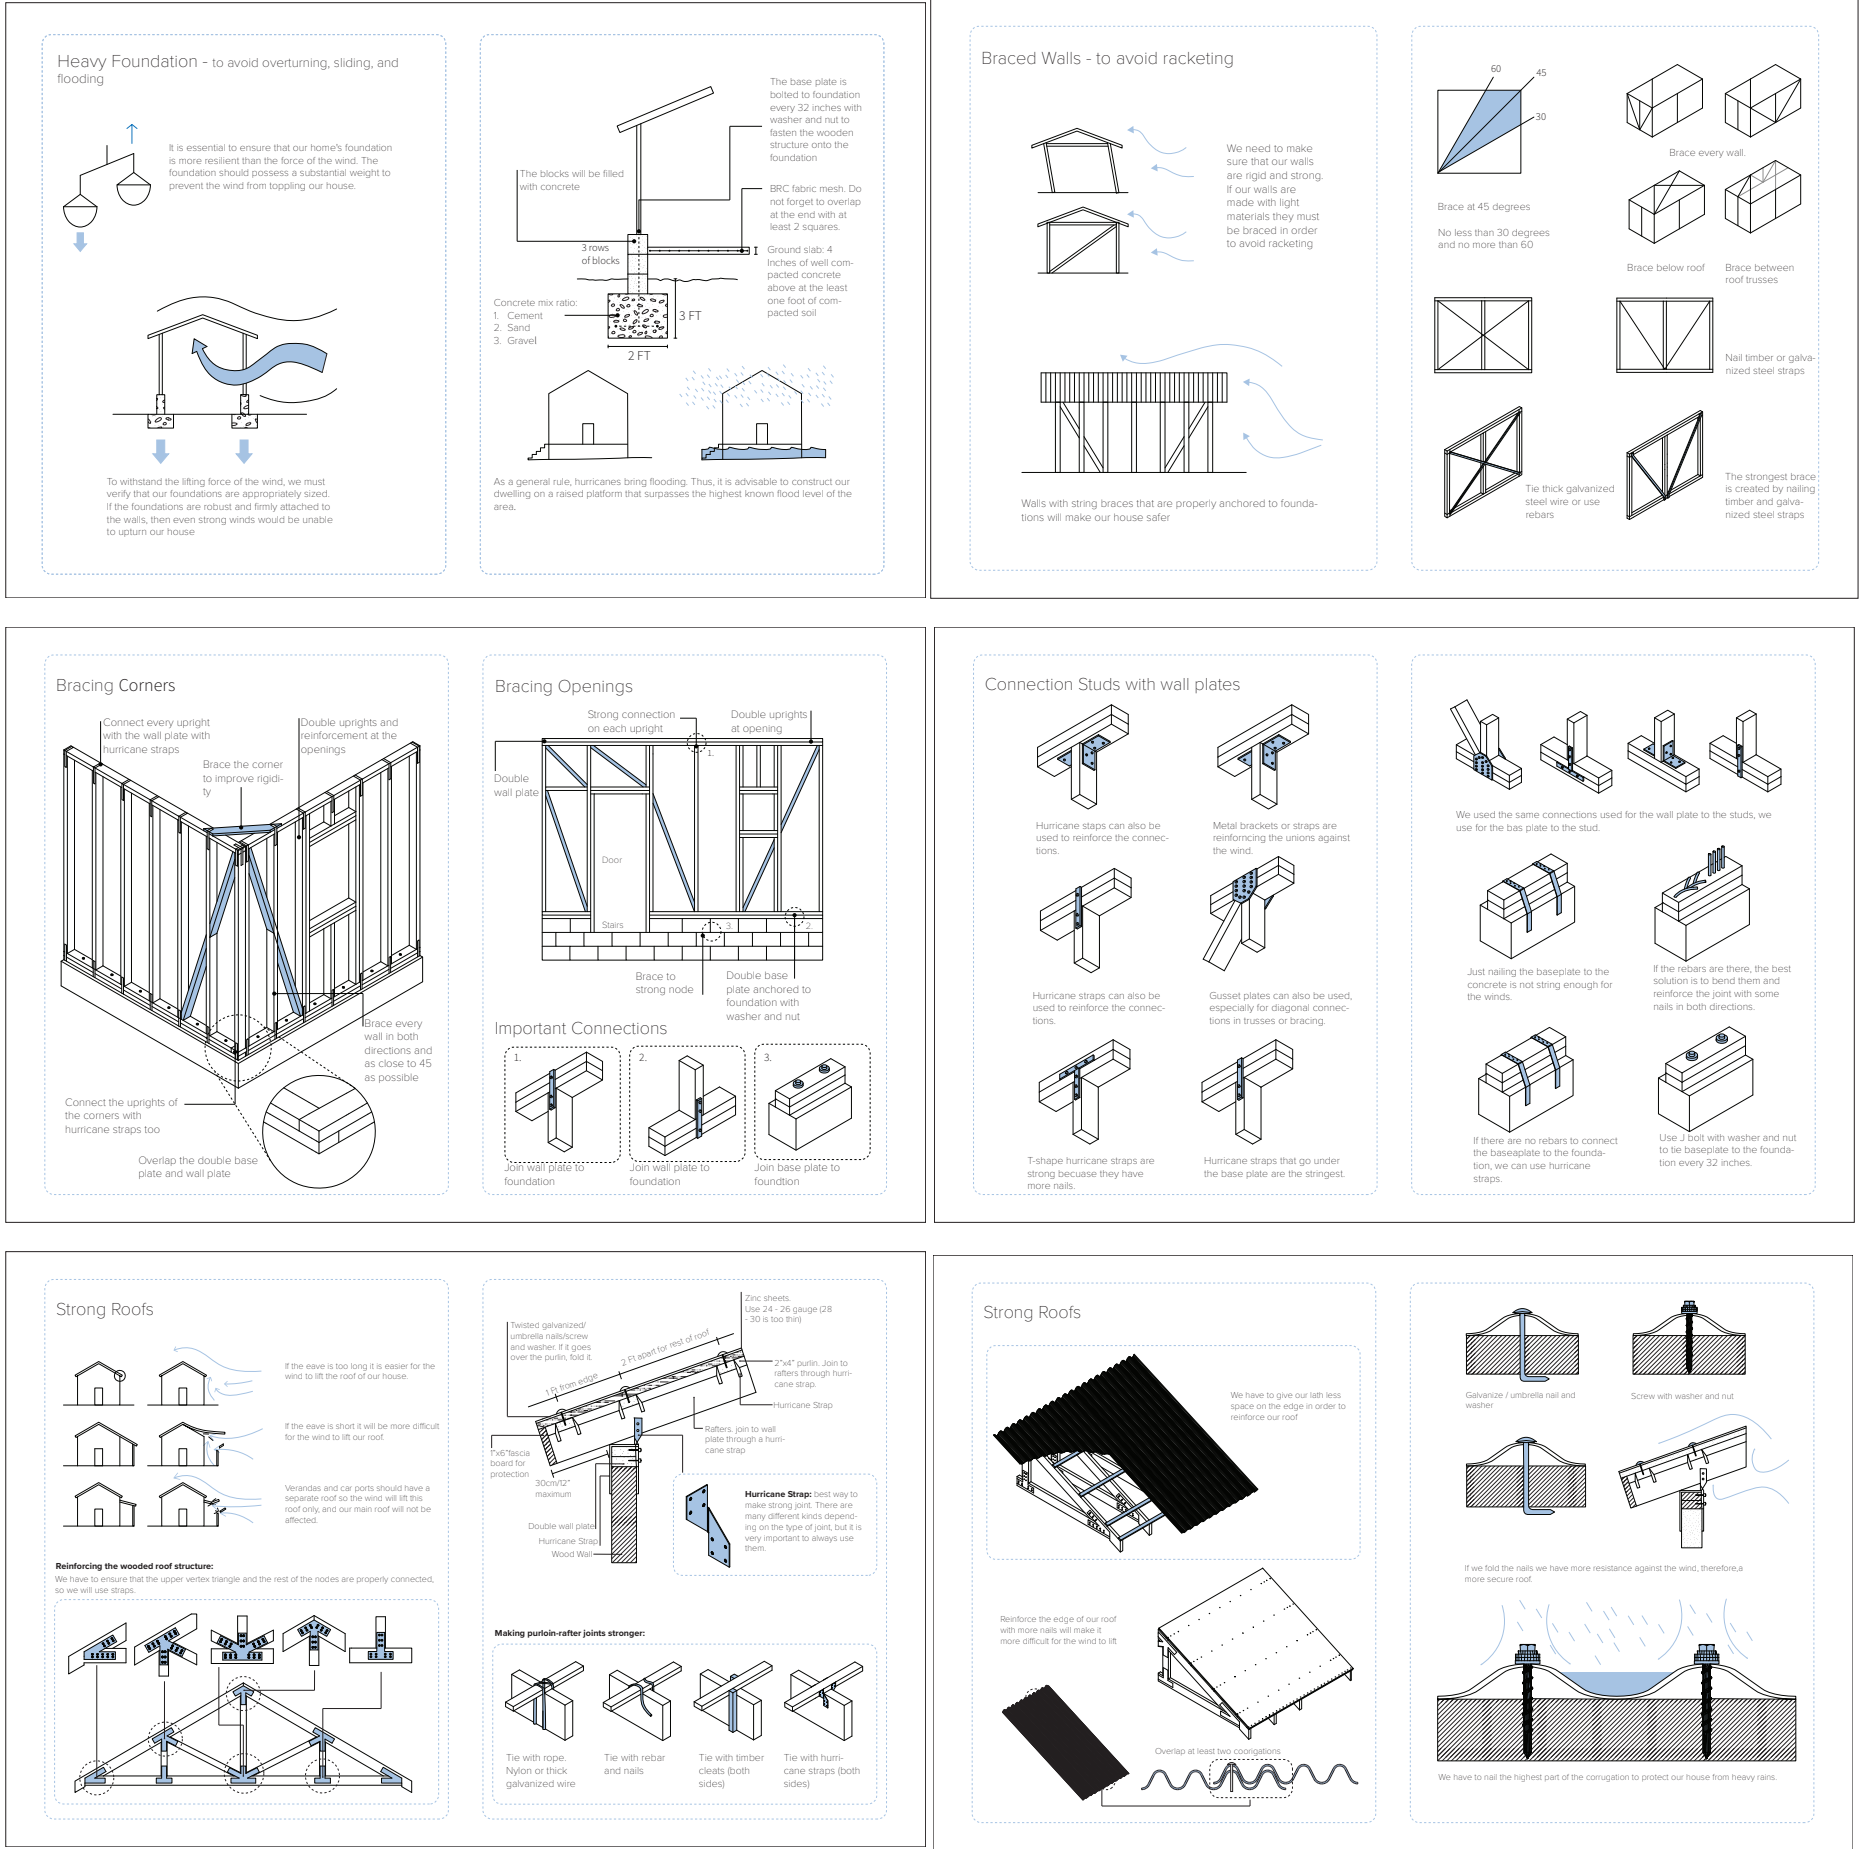 Heavy Foundation - to avoid overturning, sliding, and
flooding
It is essential to ensure that our home's foundation
is more resilient than the force of the wind. The
foundation should possess a substantial weight to
prevent the wind from toppling our house.
To withstand the lifting force of the wind, we must
verify that our foundations are appropriately sized.
If the foundations are robust and firmly attached to
the walls, then even strong winds would be unable
to upturn our house
The base plate is
bolted to foundation
every 32 inches with
washer and nut to
fasten the wooden
structure onto the
foundation
The blocks will be filled
with concrete
BRC fabric mesh. Do
not forget to overlap
at the end with at
least 2 squares.
3 rows
of blocks
Ground slab: 4
Inches of well com-
pacted concrete
above at the least
one foot of com-
pacted soil
Concrete mix ratio:
1. Cement
2. Sand
3. Gravel
3 FT
2 FT
As a general rule, hurricanes bring flooding. Thus, it is advisable to construct our
dwelling on a raised platform that surpasses the highest known flood level of the
area.
Braced Walls - to avoid racketing
We need to make
sure that our walls
are rigid and strong.
If our walls are
made with light
materials they must
be braced in order
to avoid racketing
Walls with string braces that are properly anchored to founda-
tions will make our house safer
60
45
30
Brace at 45 degrees
No less than 30 degrees
and no more than 60
Brace every wall.
Brace below roof
Brace between
roof trusses
Nail timber or galva-
nized steel straps
Tie thick galvanized
steel wire or use
rebars
The strongest brace
is created by nailing
timber and galva-
nized steel straps
Bracing Corners
Connect every upright
with the wall plate with
hurricane straps
Double uprights and
reinforcement at the
openings
Brace the corner
to improve rigidi-
ty
Brace every
wall in both
directions and
as close to 45
as possible
Connect the uprights of
the corners with
hurricane straps too
Overlap the double base
plate and wall plate
Bracing Openings
Strong connection
on each upright
Double uprights
at opening
1.
Double
wall plate
Door
Stairs
3.
2.
Brace to
strong node
Double base
plate anchored to
foundation with
washer and nut
Important Connections
1.
2.
3.
Join wall plate to
foundation
Join wall plate to
foundation
Join base plate to
foundtion
Connection Studs with wall plates
Hurricane staps can also be
used to reinforce the connec-
tions.
Metal brackets or straps are
reinforncing the unions against
the wind.
Hurricane straps can also be
used to reinforce the connec-
tions.
Gusset plates can also be used,
especially for diagonal connec-
tions in trusses or bracing.
T-shape hurricane straps are
strong becuase they have
more nails.
Hurricane straps that go under
the base plate are the stringest.
We used the same connections used for the wall plate to the studs, we
use for the bas plate to the stud.
Just nailing the baseplate to the
concrete is not string enough for
the winds.
If the rebars are there, the best
solution is to bend them and
reinforce the joint with some
nails in both directions.
If there are no rebars to connect
the baseaplate to the founda-
tion, we can use hurricane
straps.
Use J bolt with washer and nut
to tie baseplate to the founda-
tion every 32 inches.
Strong Roofs
If the eave is too long it is easier for the
wind to lift the roof of our house.
If the eave is short it will be more difficult
for the wind to lift our roof.
Verandas and car ports should have a
separate roof so the wind will lift this
roof only, and our main roof will not be
affected.
Reinforcing the wooded roof structure:
We have to ensure that the upper vertex triangle and the rest of the nodes are properly connected,
so we will use straps.
Zinc sheets.
Use 24 - 26 gauge (28
- 30 is too thin)
Twisted galvanized/
umbrella nails/screw
and washer. If it goes
over the purlin, fold it.
2 Ft apart for rest of roof
1 Ft from edge
2"x4" purlin. Join to
rafters through hurri-
cane strap.
Hurricane Strap
Rafters. join to wall
plate through a hurri-
cane strap
1"x6"fascia
board for
protection
30cm/12"
maximum
Double wall plate
Hurricane Strap
Wood Wall
Hurricane Strap: best way to
make strong joint. There are
many different kinds depend-
ing on the type of joint, but it is
very important to always use
them.
Making purloin-rafter joints stronger:
Tie with rope.
Nylon or thick
galvanized wire
Tie with rebar
and nails
Tie with timber
cleats (both
sides)
Tie with hurri-
cane straps (both
sides)
Strong Roofs
We have to give our lath less
space on the edge in order to
reinforce our roof
Reinforce the edge of our roof
with more nails will make it
more difficult for the wind to lift
Overlap at least two coorigations
Galvanize / umbrella nail and
washer
Screw with washer and nut
If we fold the nails we have more resistance against the wind, therefore,a
more secure roof.
We have to nail the highest part of the corrugation to protect our house from heavy rains.